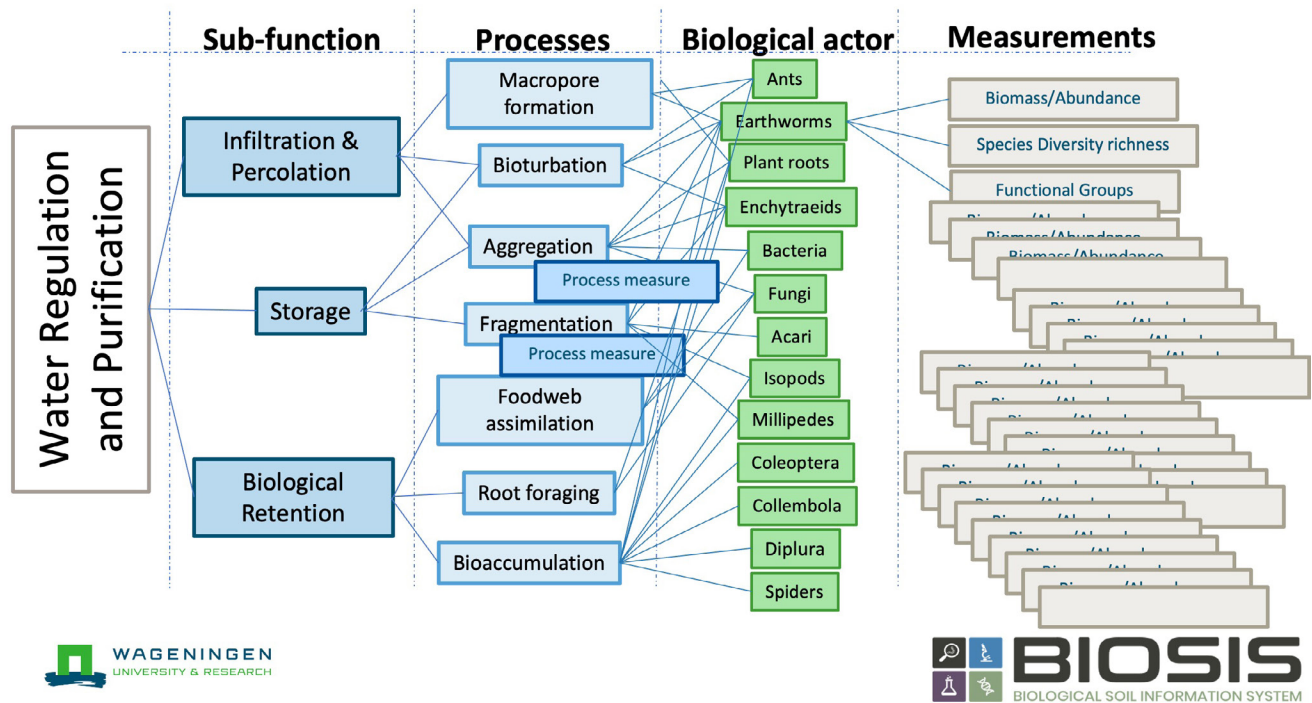 Sub-function
Processes
Biological actor
Measurements
Water Regulation
and Purification
Infiltration &
Percolation
Storage
Biological
Retention
Macropore
formation
Bioturbation
Aggregation
Process measure
Fragmentation
Process measure
Foodweb
assimilation
Root foraging
Bioaccumulation
Ants
Earthworms
Plant roots
Enchytraeids
Bacteria
Fungi
Acari
Isopods
Millipedes
Coleoptera
Collembola
Diplura
Spiders
Biomass/Abundance
Species Diversity richness
Functional Groups
Biomass/Abundance
Biomass/Abundance
WAGENINGEN
UNIVERSITY & RESEARCH
BIOSIS
BIOLOGICAL SOIL INFORMATION SYSTEM